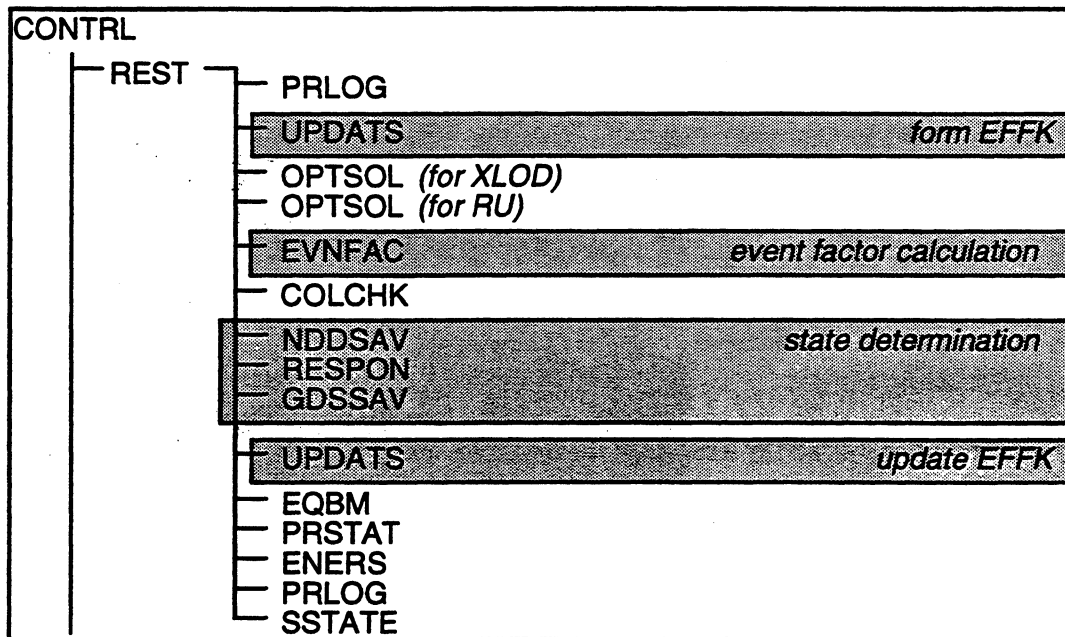 CONTRL
REST
PRLOG
UPDATS form EFFK
OPTSOL (for XLOD)
OPTSOL (for RU)
EVNFAC event factor calculation
COLCHK
NDDSAV state determination
RESPON
GDSSAV
UPDATS update EFFK
EQBM
PRSTAT
ENERS
PRLOG
SSTATE